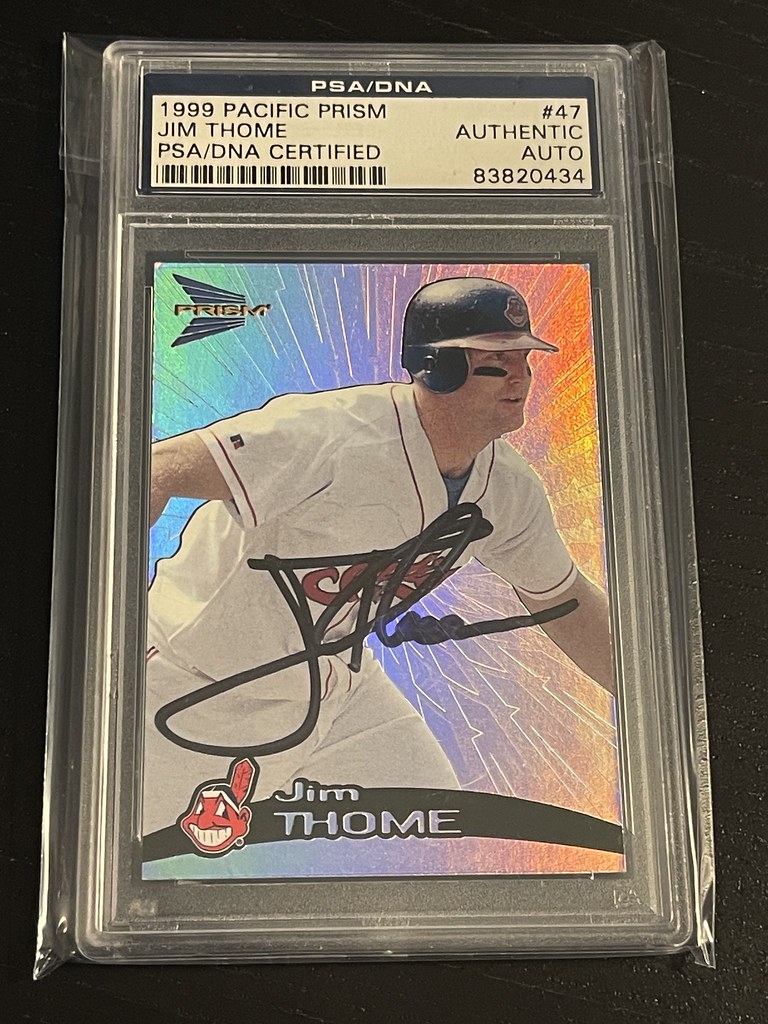 PSA/DNA
1999 PACIFIC PRISM #47
JIM THOME AUTHENTIC
PSA/DNA CERTIFIED AUTO
83820434
PRISM
Jim
THOME